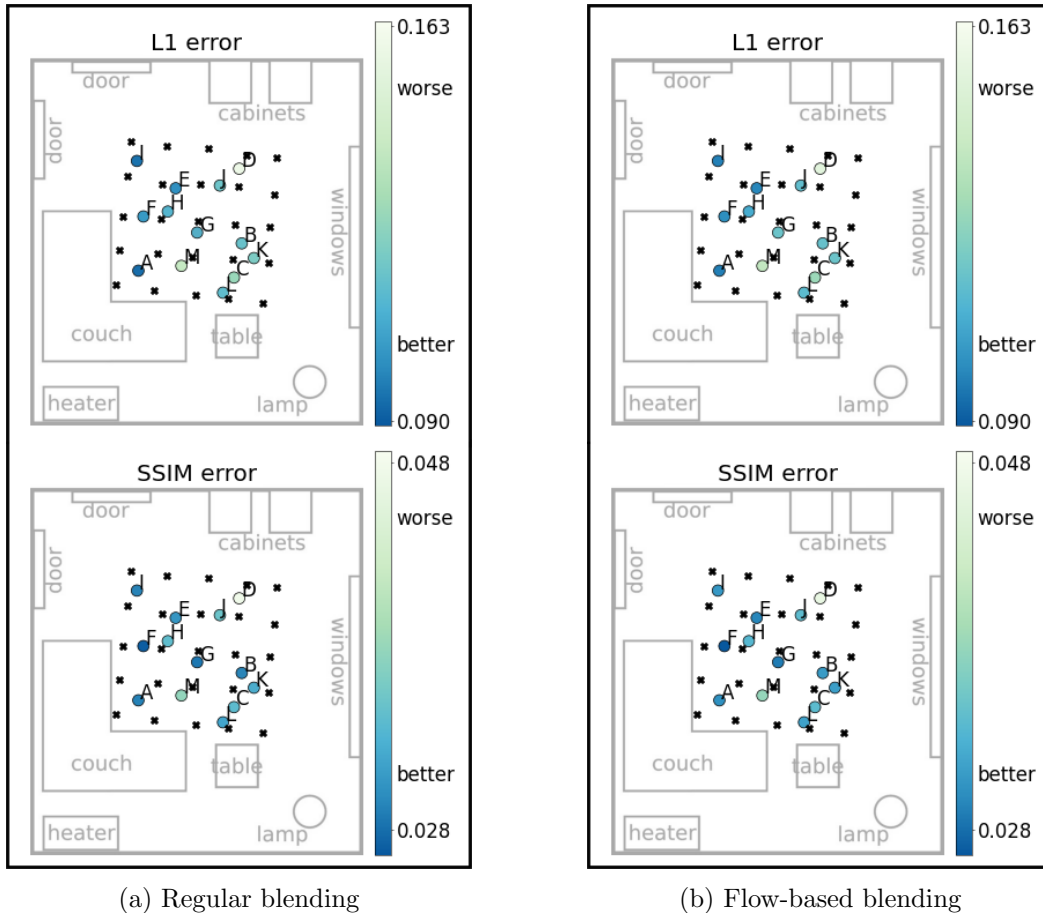 L1 error
0.163
door
worse
cabinets
door
I
D
E
J
F
H
G
windows
B
K
A
M
C
L
couch
table
better
heater
lamp
0.090
L1 error
0.163
door
worse
cabinets
door
I
D
E
J
F
H
G
windows
B
K
A
M
C
L
couch
table
better
heater
lamp
0.090
SSIM error
0.048
door
worse
cabinets
door
I
D
E
J
F
H
G
windows
B
K
A
M
C
L
couch
table
better
heater
lamp
0.028
SSIM error
0.048
door
worse
cabinets
door
I
D
E
J
F
H
G
windows
B
K
A
M
C
L
couch
table
better
heater
lamp
0.028
(a) Regular blending
(b) Flow-based blending